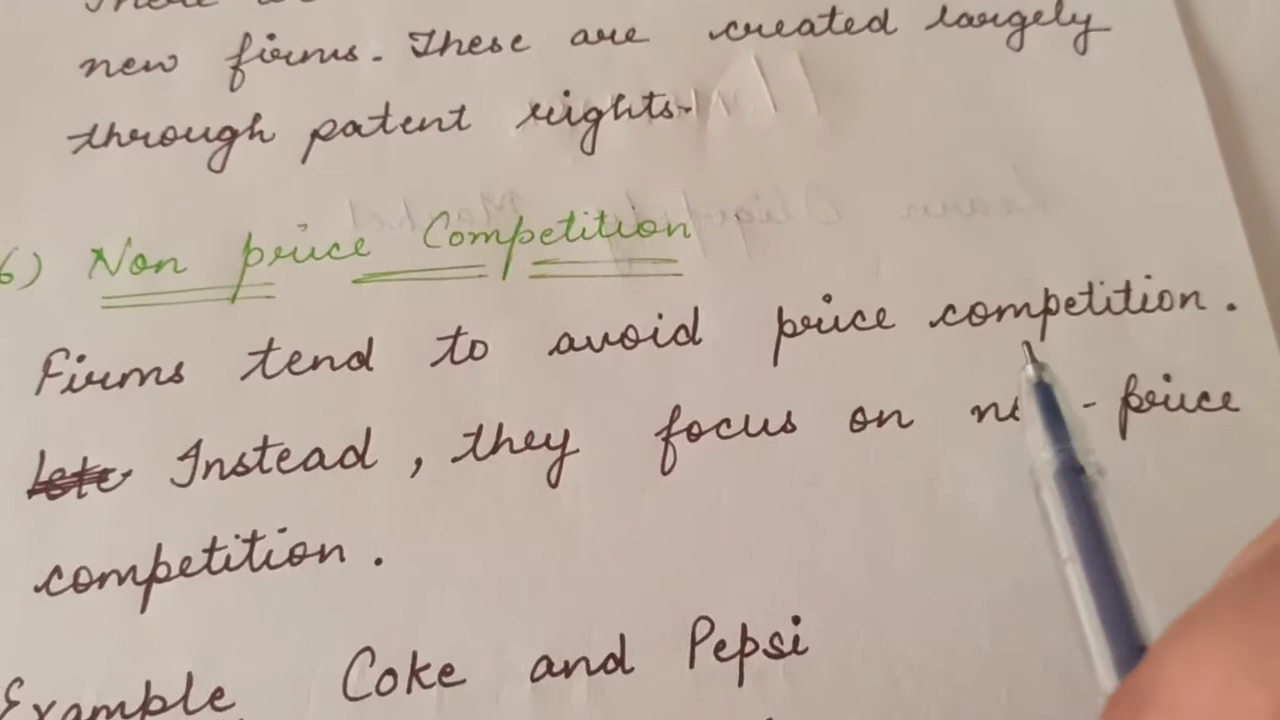 new firms. These are created largely
through patent rights.
6) Non price Competition
Firms tend to avoid price competition.
Instead, they focus on - price
competition.
Example Coke and Pepsi